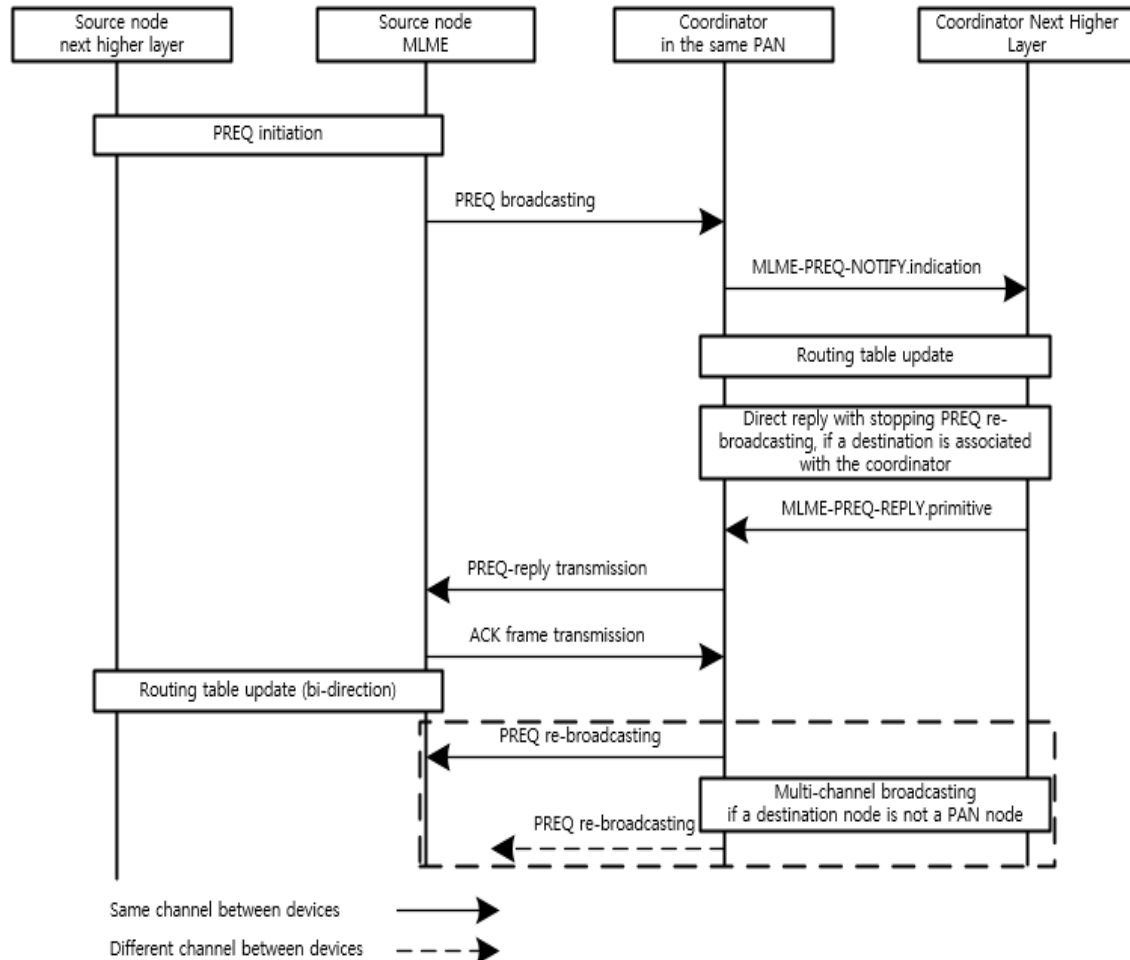 Source node
next higher layer
Source node
MLME
Coordinator
in the same PAN
Coordinator Next Higher
Layer
PREQ initiation
PREQ broadcasting
MLME-PREQ-NOTIFY.indication
Routing table update
Direct reply with stopping PREQ re-
broadcasting, if a destination is associated
with the coordinator
MLME-PREQ-REPLY.primitive
PREQ-reply transmission
ACK frame transmission
Routing table update (bi-direction)
PREQ re-broadcasting
Multi-channel broadcasting
if a destination node is not a PAN node
PREQ re-broadcasting
Same channel between devices
Different channel between devices